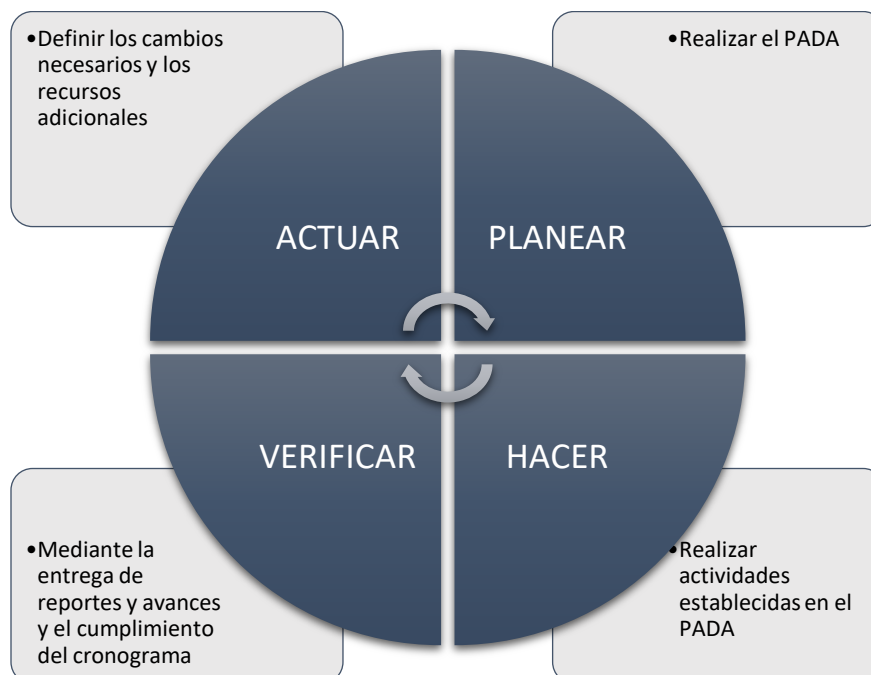 •Definir los cambios
necesarios y los
recursos
adicionales
•Realizar el PADA
ACTUAR
PLANEAR
VERIFICAR
HACER
•Mediante la
entrega de
reportes y avances
y el cumplimiento
del cronograma
•Realizar
actividades
establecidas en el
PADA